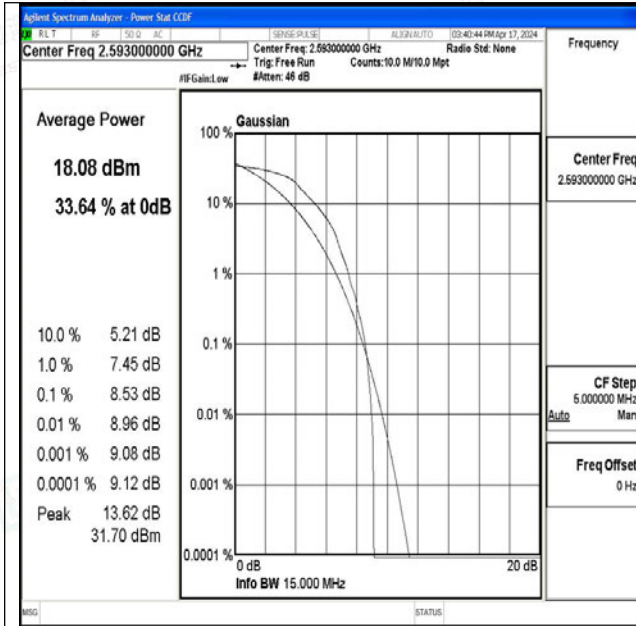 Agilent Spectrum Analyzer - Power Stat CCDF
RL T RF 50 Ω AC SENSE:PULSE ALIGNAUTO 03:40:44 PM Apr 17, 2024
Center Freq 2.593000000 GHz
Center Freq: 2.593000000 GHz Radio Std: None
Trig: Free Run Counts:10.0 M/10.0 Mpt
#IFGain:Low #Atten: 46 dB
Frequency
Average Power
18.08 dBm
33.64 % at 0dB
10.0 % 5.21 dB
1.0 % 7.45 dB
0.1 % 8.53 dB
0.01 % 8.96 dB
0.001 % 9.08 dB
0.0001 % 9.12 dB
Peak 13.62 dB
31.70 dBm
Gaussian
100 %
10 %
1 %
0.1 %
0.01 %
0.001 %
0.0001 %
0 dB 20 dB
Info BW 15.000 MHz
Center Freq
2.593000000 GHz
CF Step
5.000000 MHz
Auto Man
Freq Offset
0 Hz
MSG STATUS